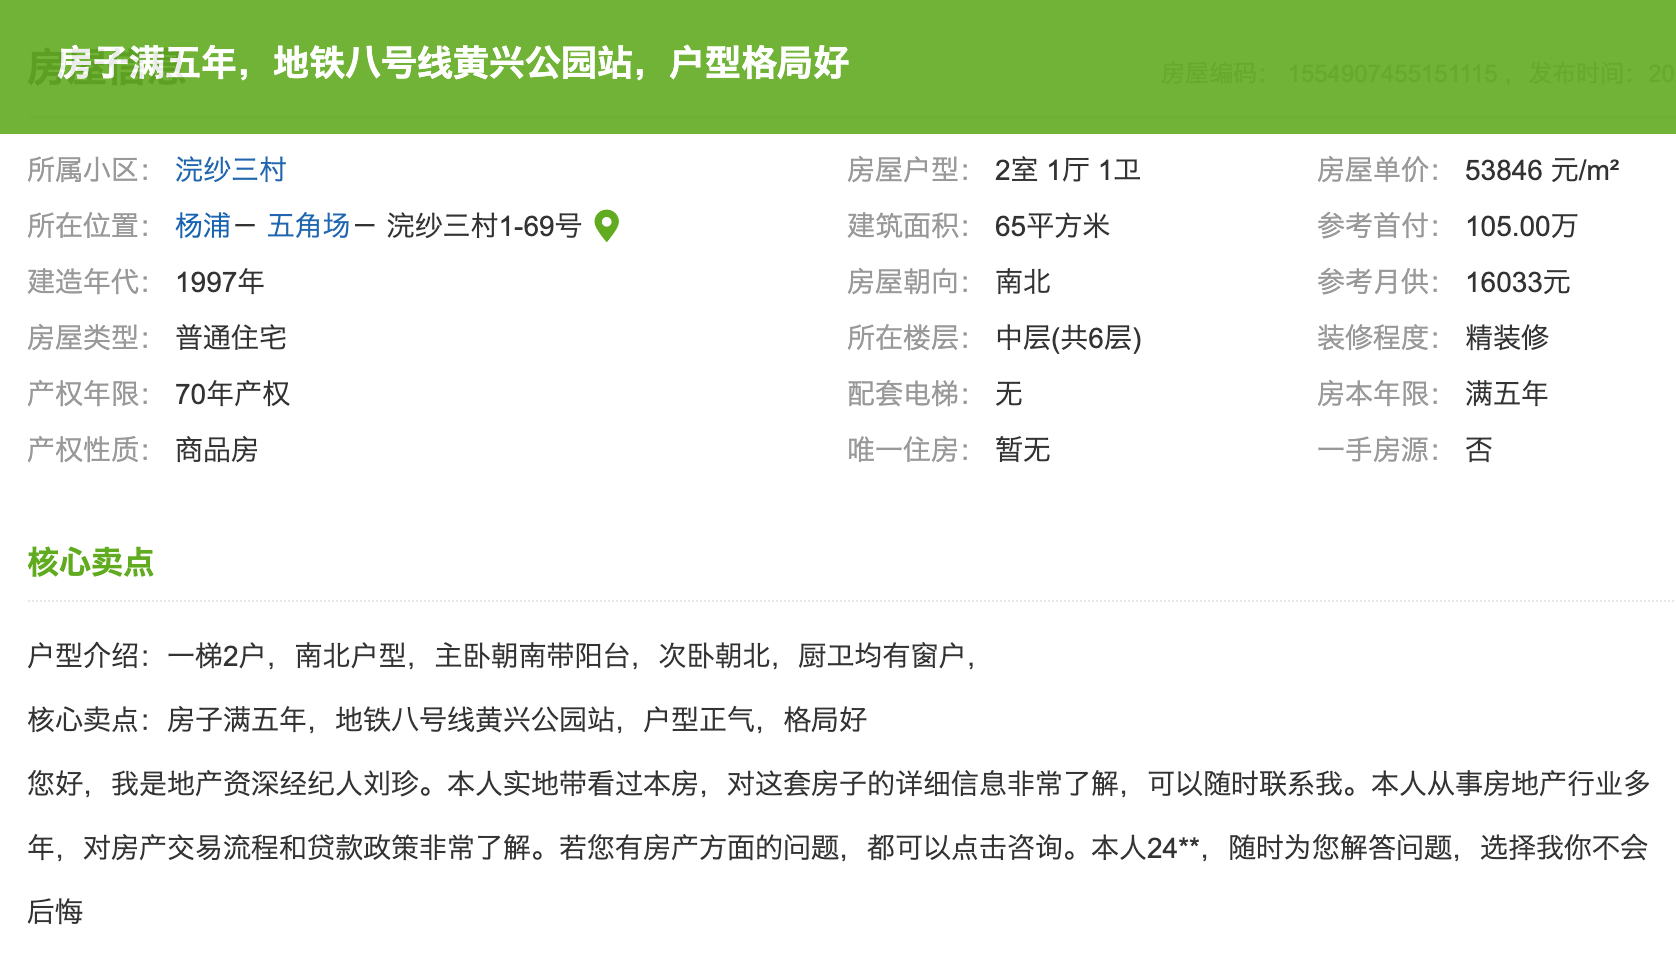 房子满五年，地铁八号线黄兴公园站，户型格局好
房屋信息
房屋编码： 1554907455151115 ，发布时间：20
所属小区： 浣纱三村 房屋户型： 2室 1厅 1卫 房屋单价： 53846 元/m²
所在位置： 杨浦－ 五角场－ 浣纱三村1-69号 建筑面积： 65平方米 参考首付： 105.00万
建造年代： 1997年 房屋朝向： 南北 参考月供： 16033元
房屋类型： 普通住宅 所在楼层： 中层(共6层) 装修程度： 精装修
产权年限： 70年产权 配套电梯： 无 房本年限： 满五年
产权性质： 商品房 唯一住房： 暂无 一手房源： 否
核心卖点
户型介绍：一梯2户，南北户型，主卧朝南带阳台，次卧朝北，厨卫均有窗户，
核心卖点：房子满五年，地铁八号线黄兴公园站，户型正气，格局好
您好，我是地产资深经纪人刘珍。本人实地带看过本房，对这套房子的详细信息非常了解，可以随时联系我。本人从事房地产行业多
年，对房产交易流程和贷款政策非常了解。若您有房产方面的问题，都可以点击咨询。本人24**，随时为您解答问题，选择我你不会
后悔